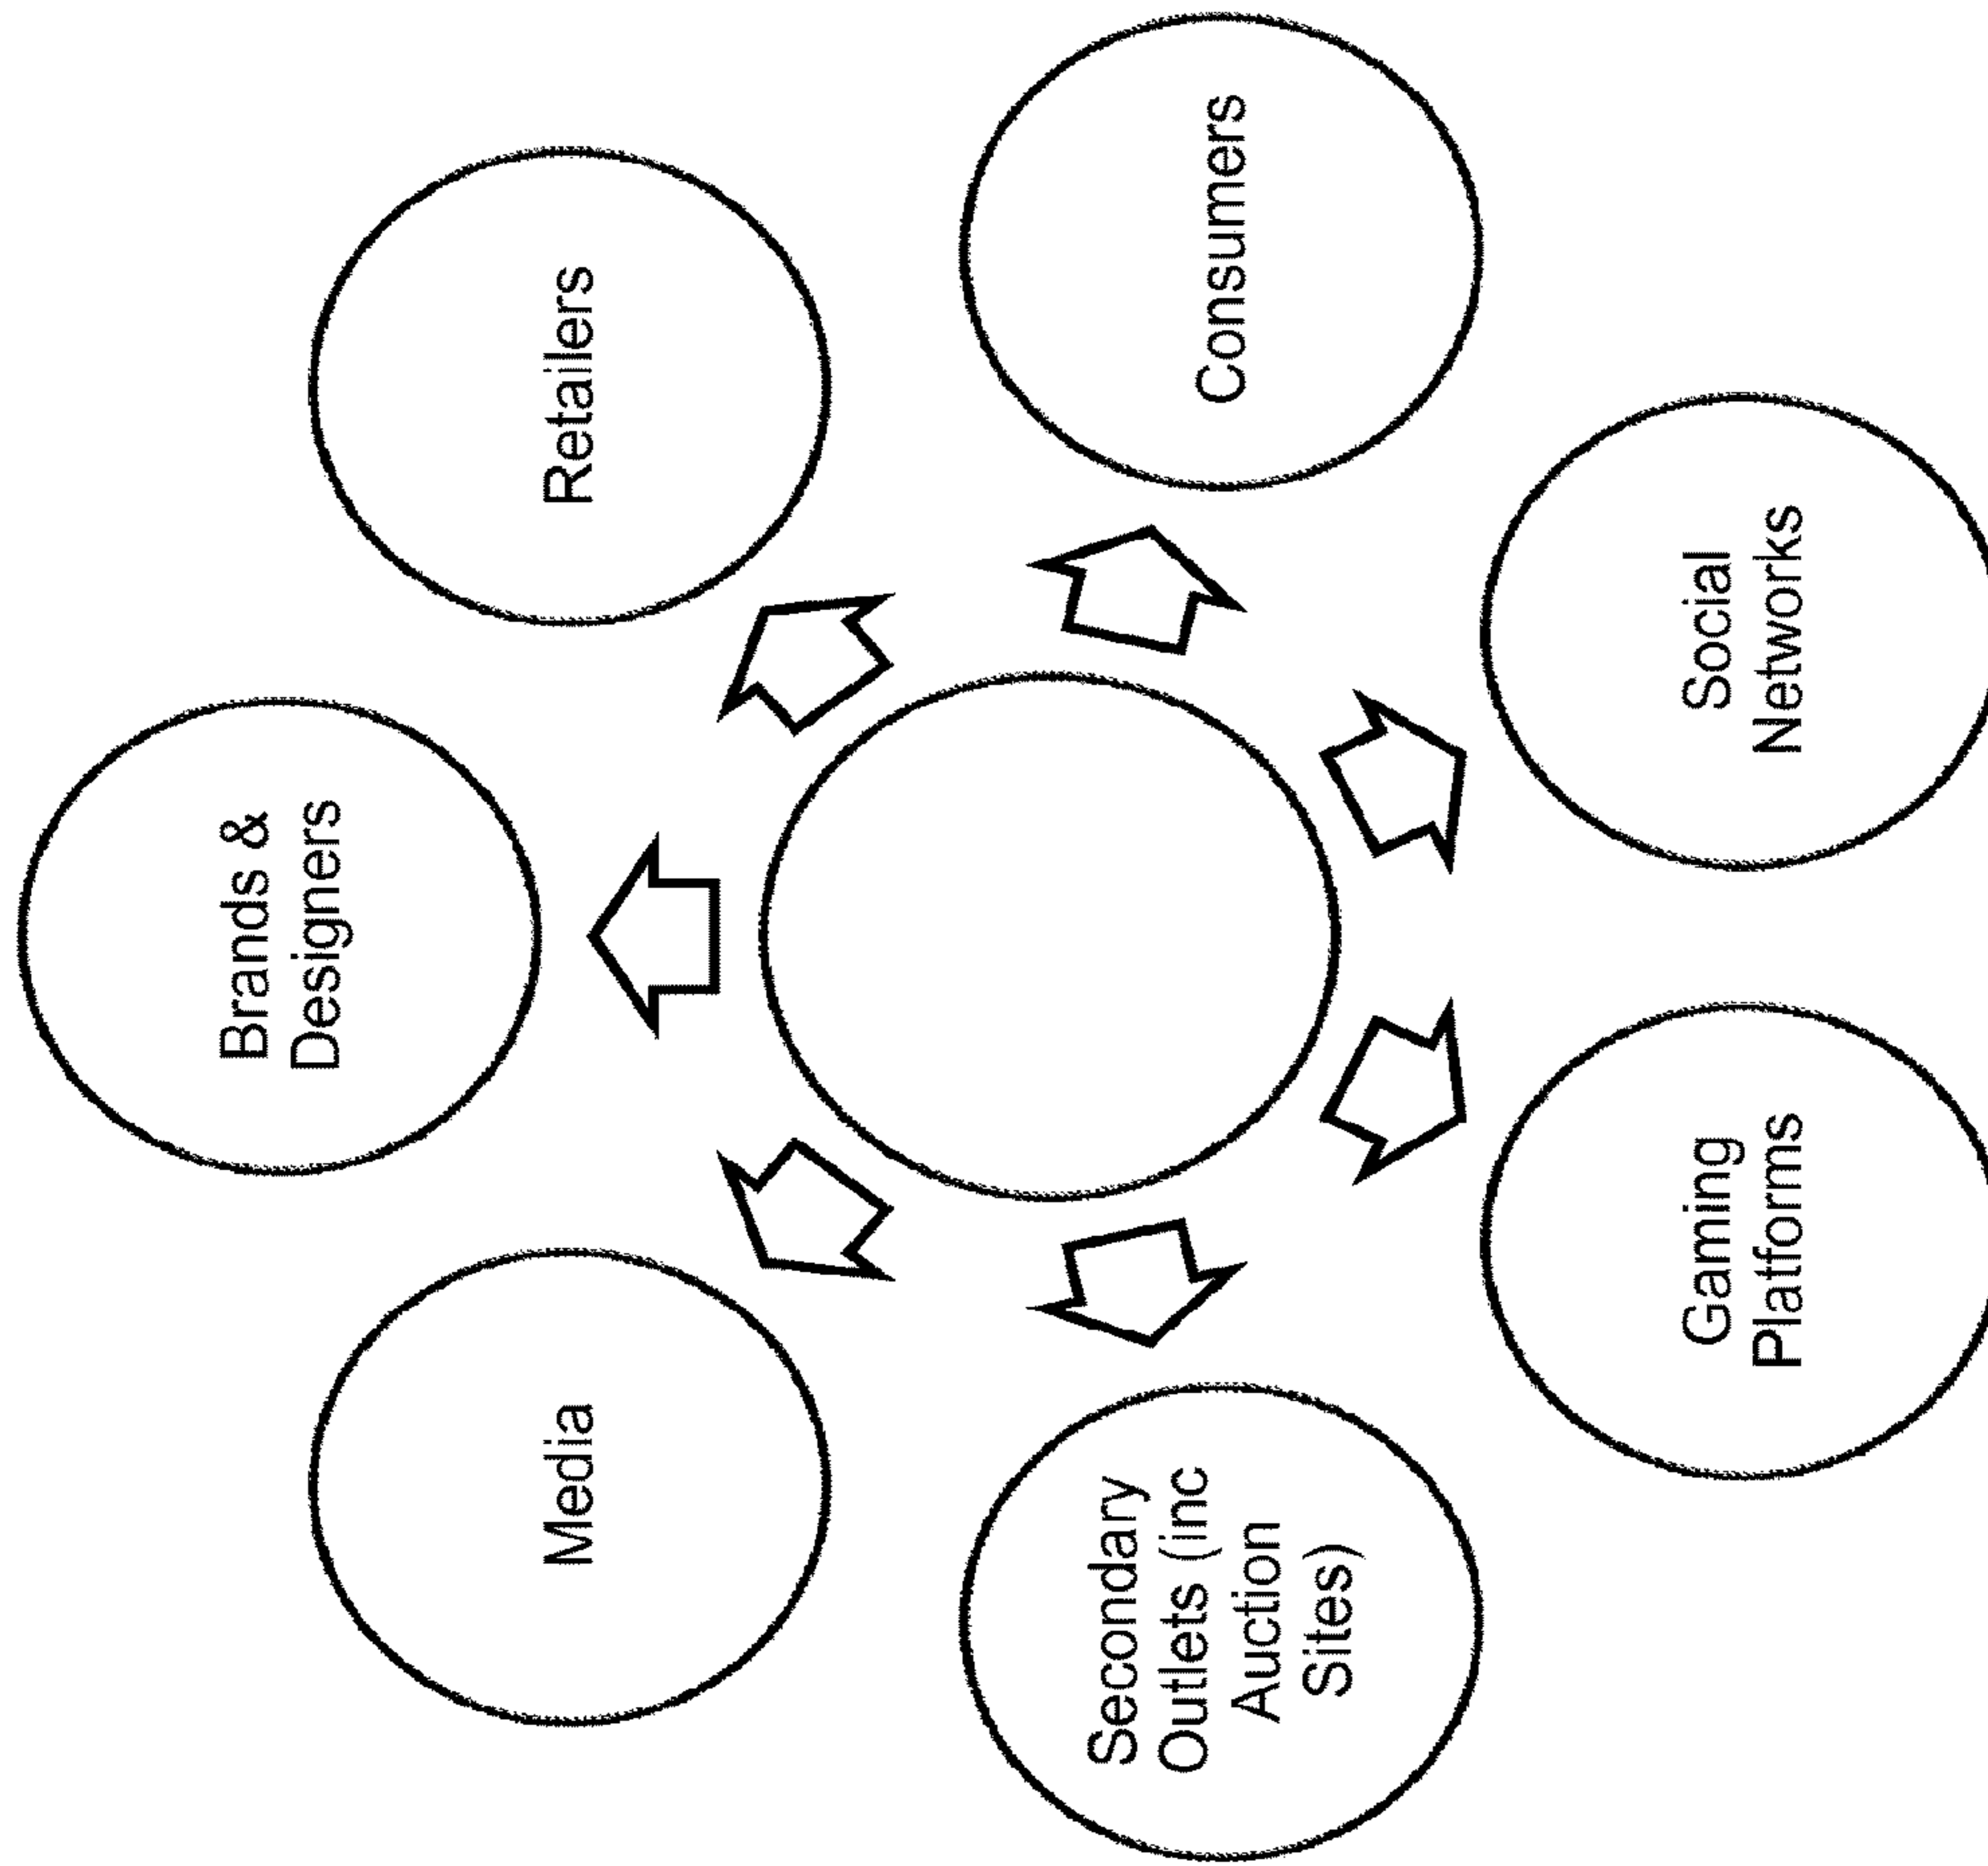 Brands &
Designers
Retailers
Consumers
Social
Networks
Gaming
Platforms
Secondary
Outlets (inc
Auction
Sites)
Media